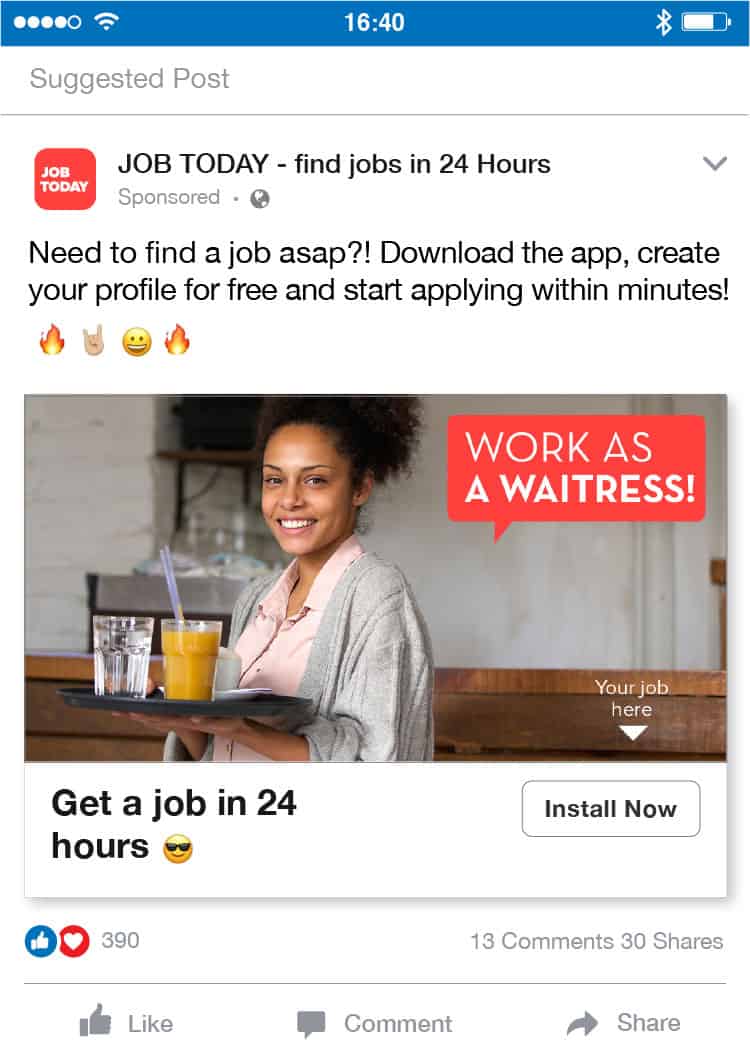 16:40
Suggested Post
JOB
TODAY
JOB TODAY - find jobs in 24 Hours
Sponsored ·
Need to find a job asap?! Download the app, create
your profile for free and start applying within minutes!
🔥🤘🏼😀🔥
WORK AS
A WAITRESS!
Your job
here
Get a job in 24
hours 😎
Install Now
390
13 Comments 30 Shares
Like
Comment
Share